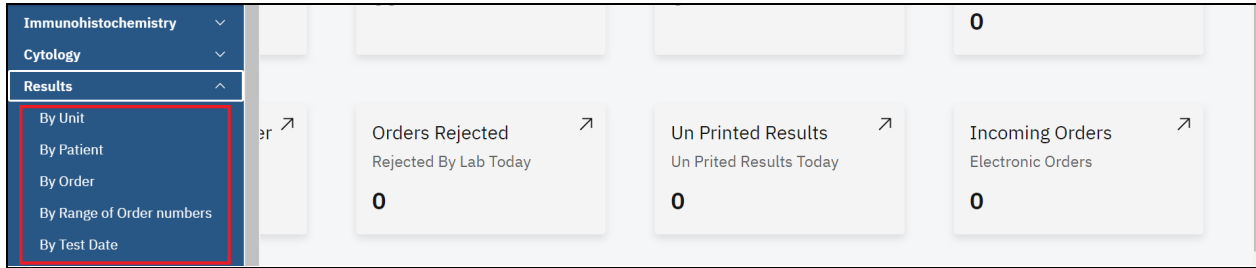 Immunohistochemistry
Cytology
Results
By Unit
By Patient
By Order
By Range of Order numbers
By Test Date
0
er
Orders Rejected
Rejected By Lab Today
0
Un Printed Results
Un Prited Results Today
0
Incoming Orders
Electronic Orders
0